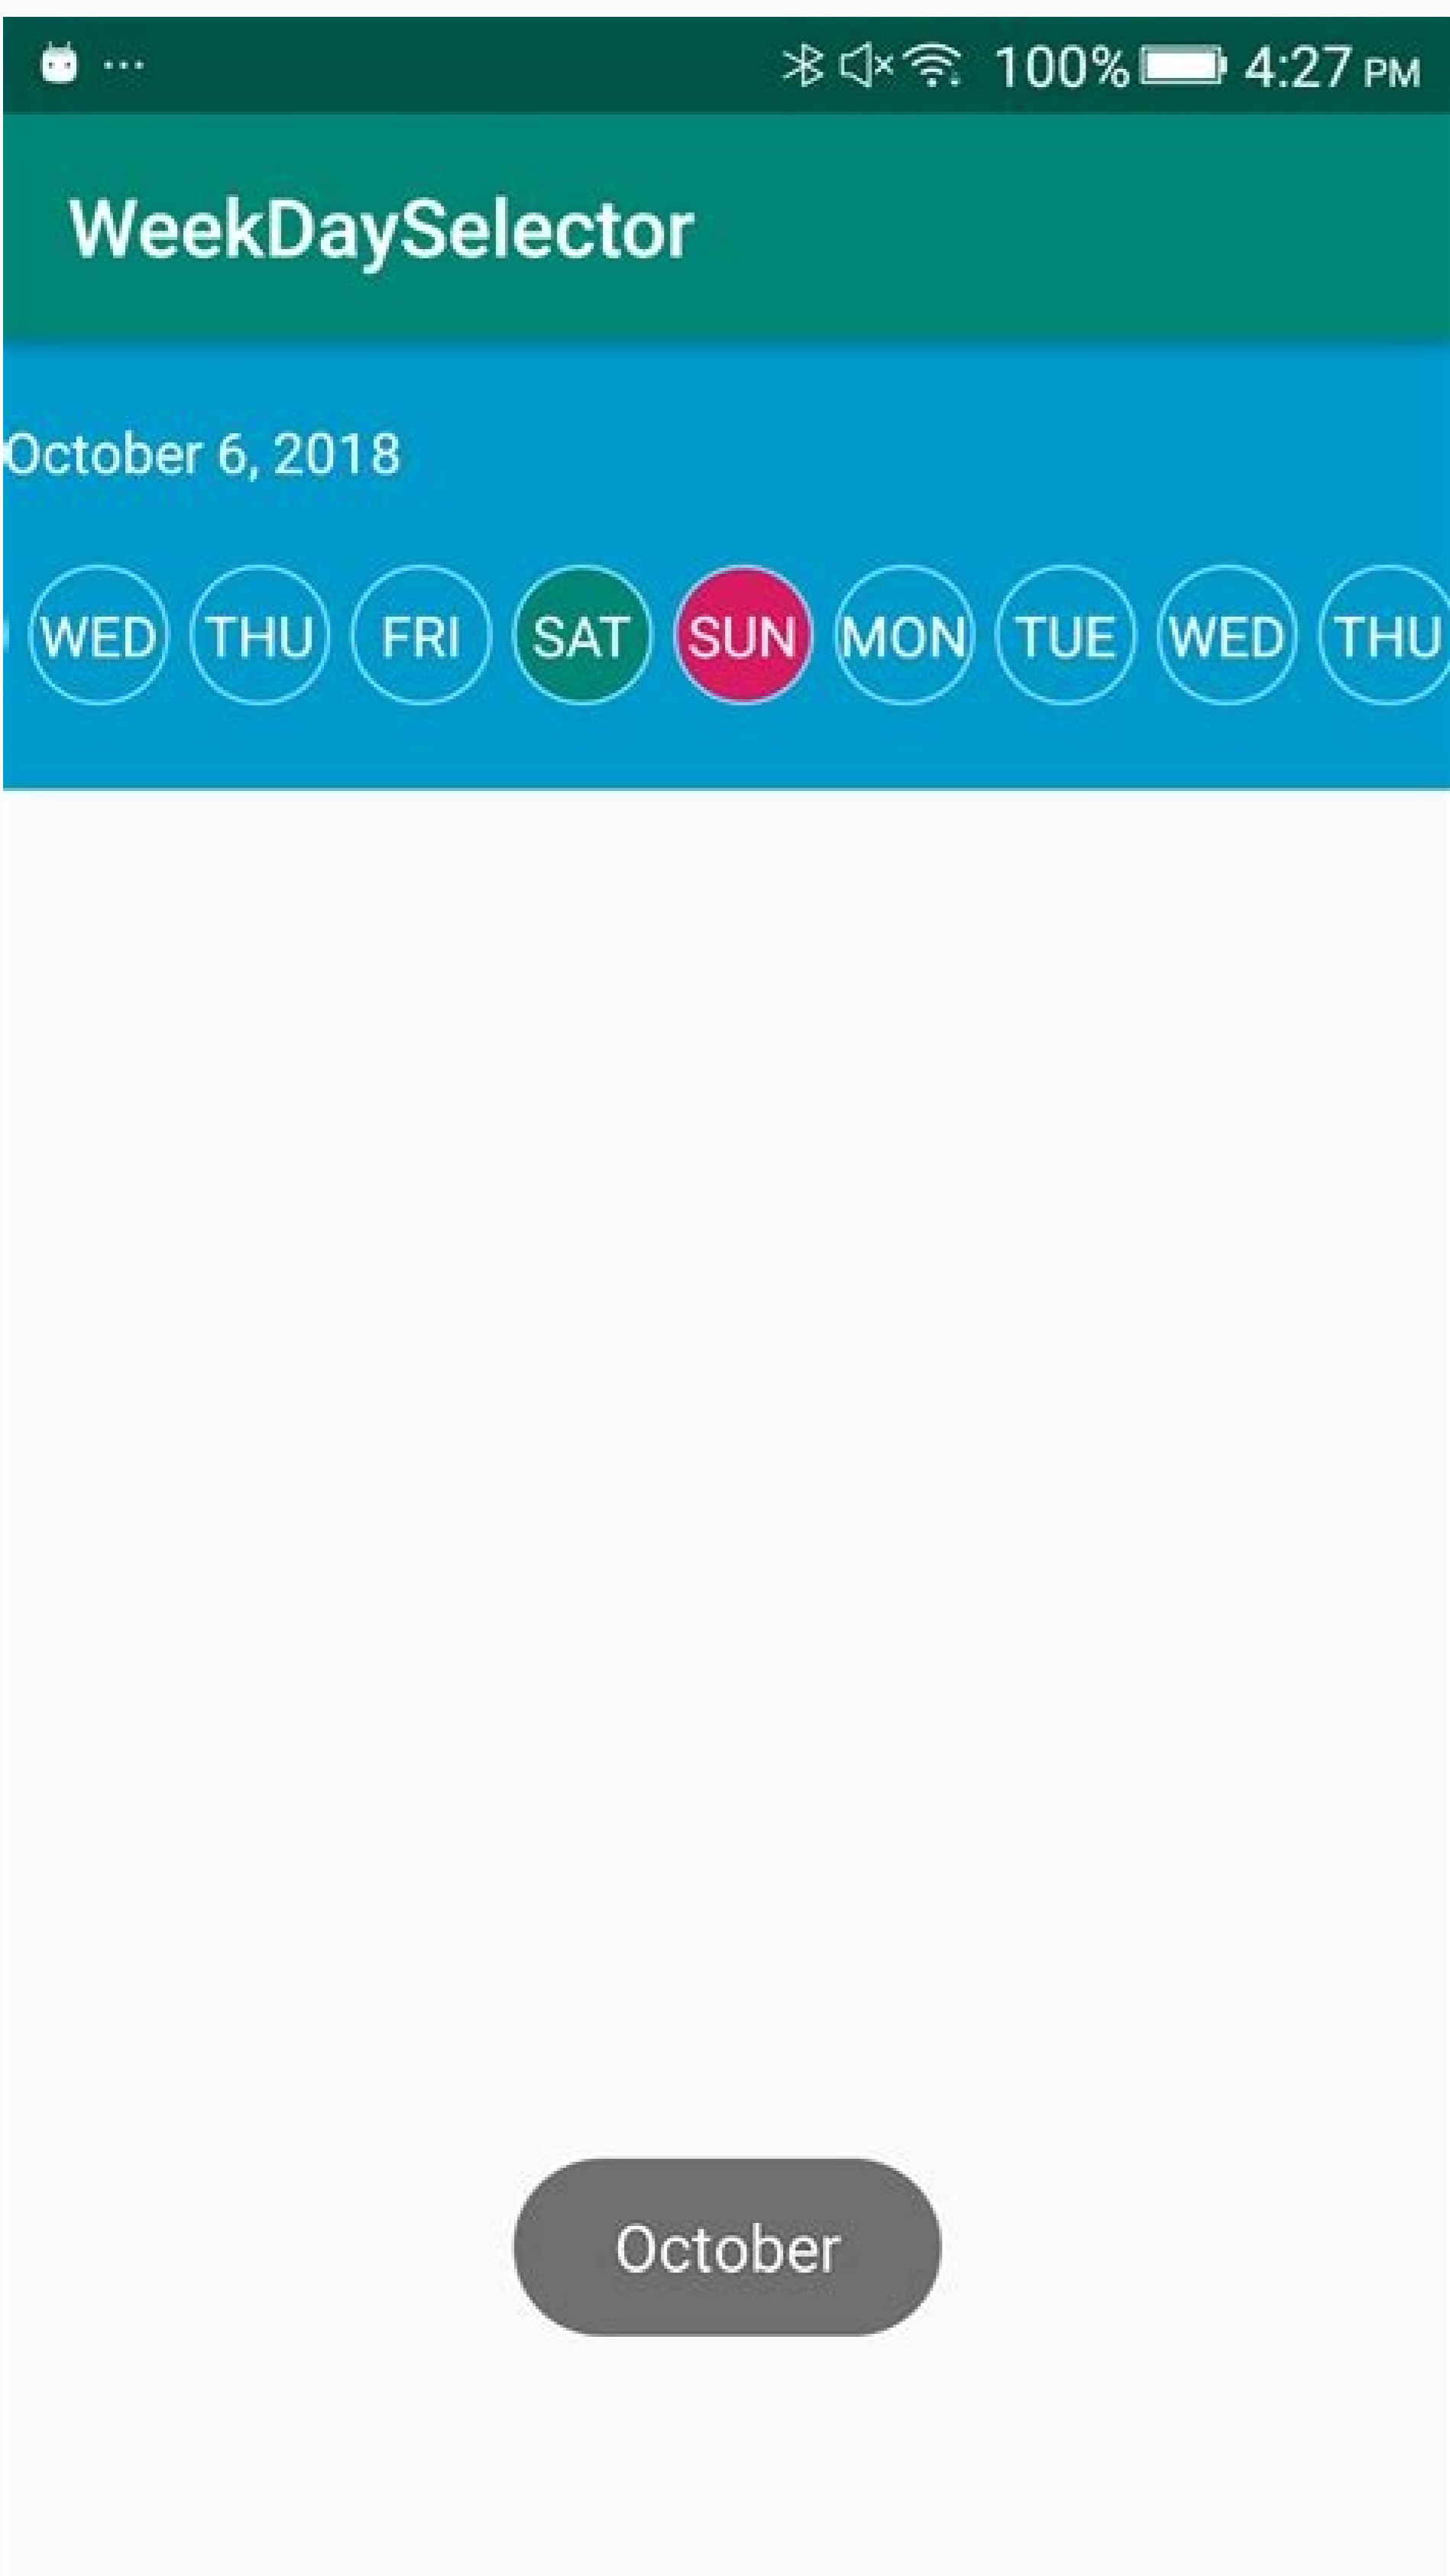 100% 4:27 PM
WeekDaySelector
October 6, 2018
WED THU FRI SAT SUN MON TUE WED THU
October